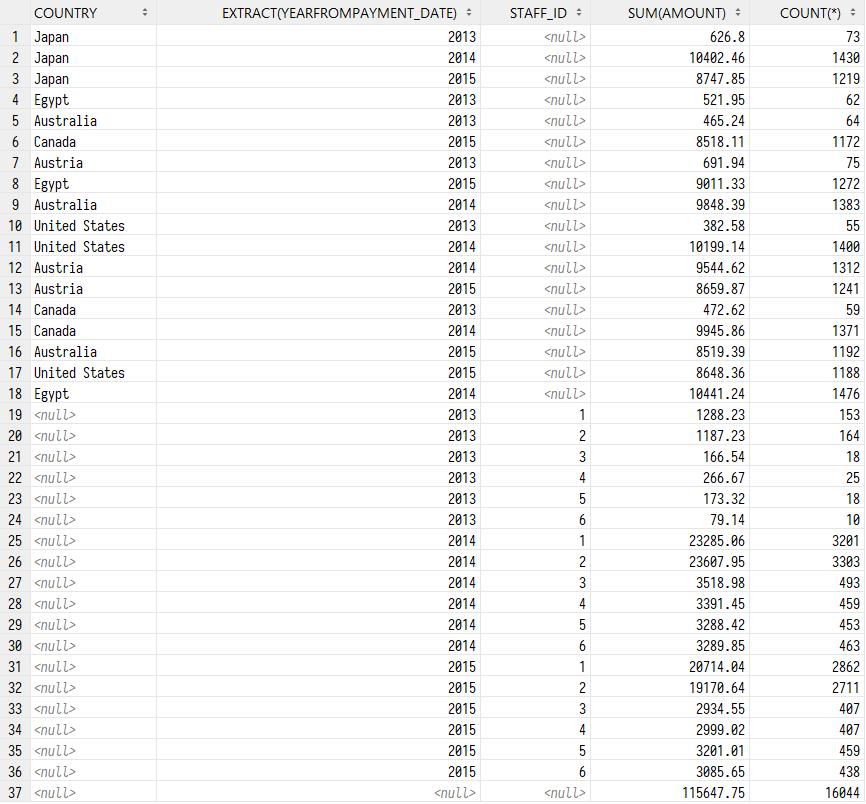 COUNTRY EXTRACT(YEARFROMPAYMENT_DATE) STAFF_ID SUM(AMOUNT) COUNT(*)
1 Japan 2013 <null> 626.8 73
2 Japan 2014 <null> 10402.46 1430
3 Japan 2015 <null> 8747.85 1219
4 Egypt 2013 <null> 521.95 62
5 Australia 2013 <null> 465.24 64
6 Canada 2015 <null> 8518.11 1172
7 Austria 2013 <null> 691.94 75
8 Egypt 2015 <null> 9011.33 1272
9 Australia 2014 <null> 9848.39 1383
10 United States 2013 <null> 382.58 55
11 United States 2014 <null> 10199.14 1400
12 Austria 2014 <null> 9544.62 1312
13 Austria 2015 <null> 8659.87 1241
14 Canada 2013 <null> 472.62 59
15 Canada 2014 <null> 9945.86 1371
16 Australia 2015 <null> 8519.39 1192
17 United States 2015 <null> 8648.36 1188
18 Egypt 2014 <null> 10441.24 1476
19 <null> 2013 1 1288.23 153
20 <null> 2013 2 1187.23 164
21 <null> 2013 3 166.54 18
22 <null> 2013 4 266.67 25
23 <null> 2013 5 173.32 18
24 <null> 2013 6 79.14 10
25 <null> 2014 1 23285.06 3201
26 <null> 2014 2 23607.95 3303
27 <null> 2014 3 3518.98 493
28 <null> 2014 4 3391.45 459
29 <null> 2014 5 3288.42 453
30 <null> 2014 6 3289.85 463
31 <null> 2015 1 20714.04 2862
32 <null> 2015 2 19170.64 2711
33 <null> 2015 3 2934.55 407
34 <null> 2015 4 2999.02 407
35 <null> 2015 5 3201.01 459
36 <null> 2015 6 3085.65 438
37 <null> <null> <null> 115647.75 16044